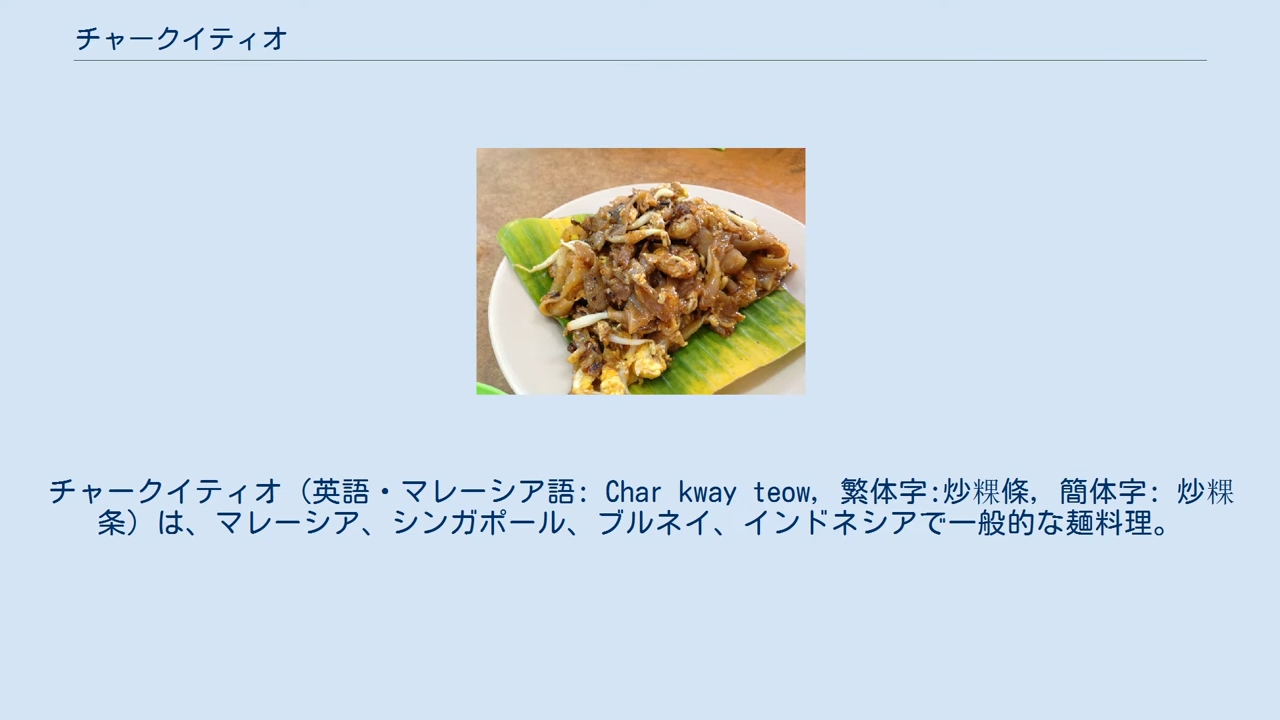 チャークイティオ
チャークイティオ（英語・マレーシア語: Char kway teow, 繁体字:炒粿條, 簡体字: 炒粿
条）は、マレーシア、シンガポール、ブルネイ、インドネシアで一般的な麺料理。